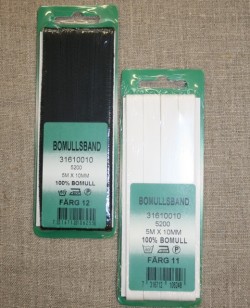 BOMULLSBAND
31610010
5200
5M X 10MM
100% BOMULL
FÄRG 12
BOMULLSBAND
31610010
5200
5M X 10MM
100% BOMULL
FÄRG 11